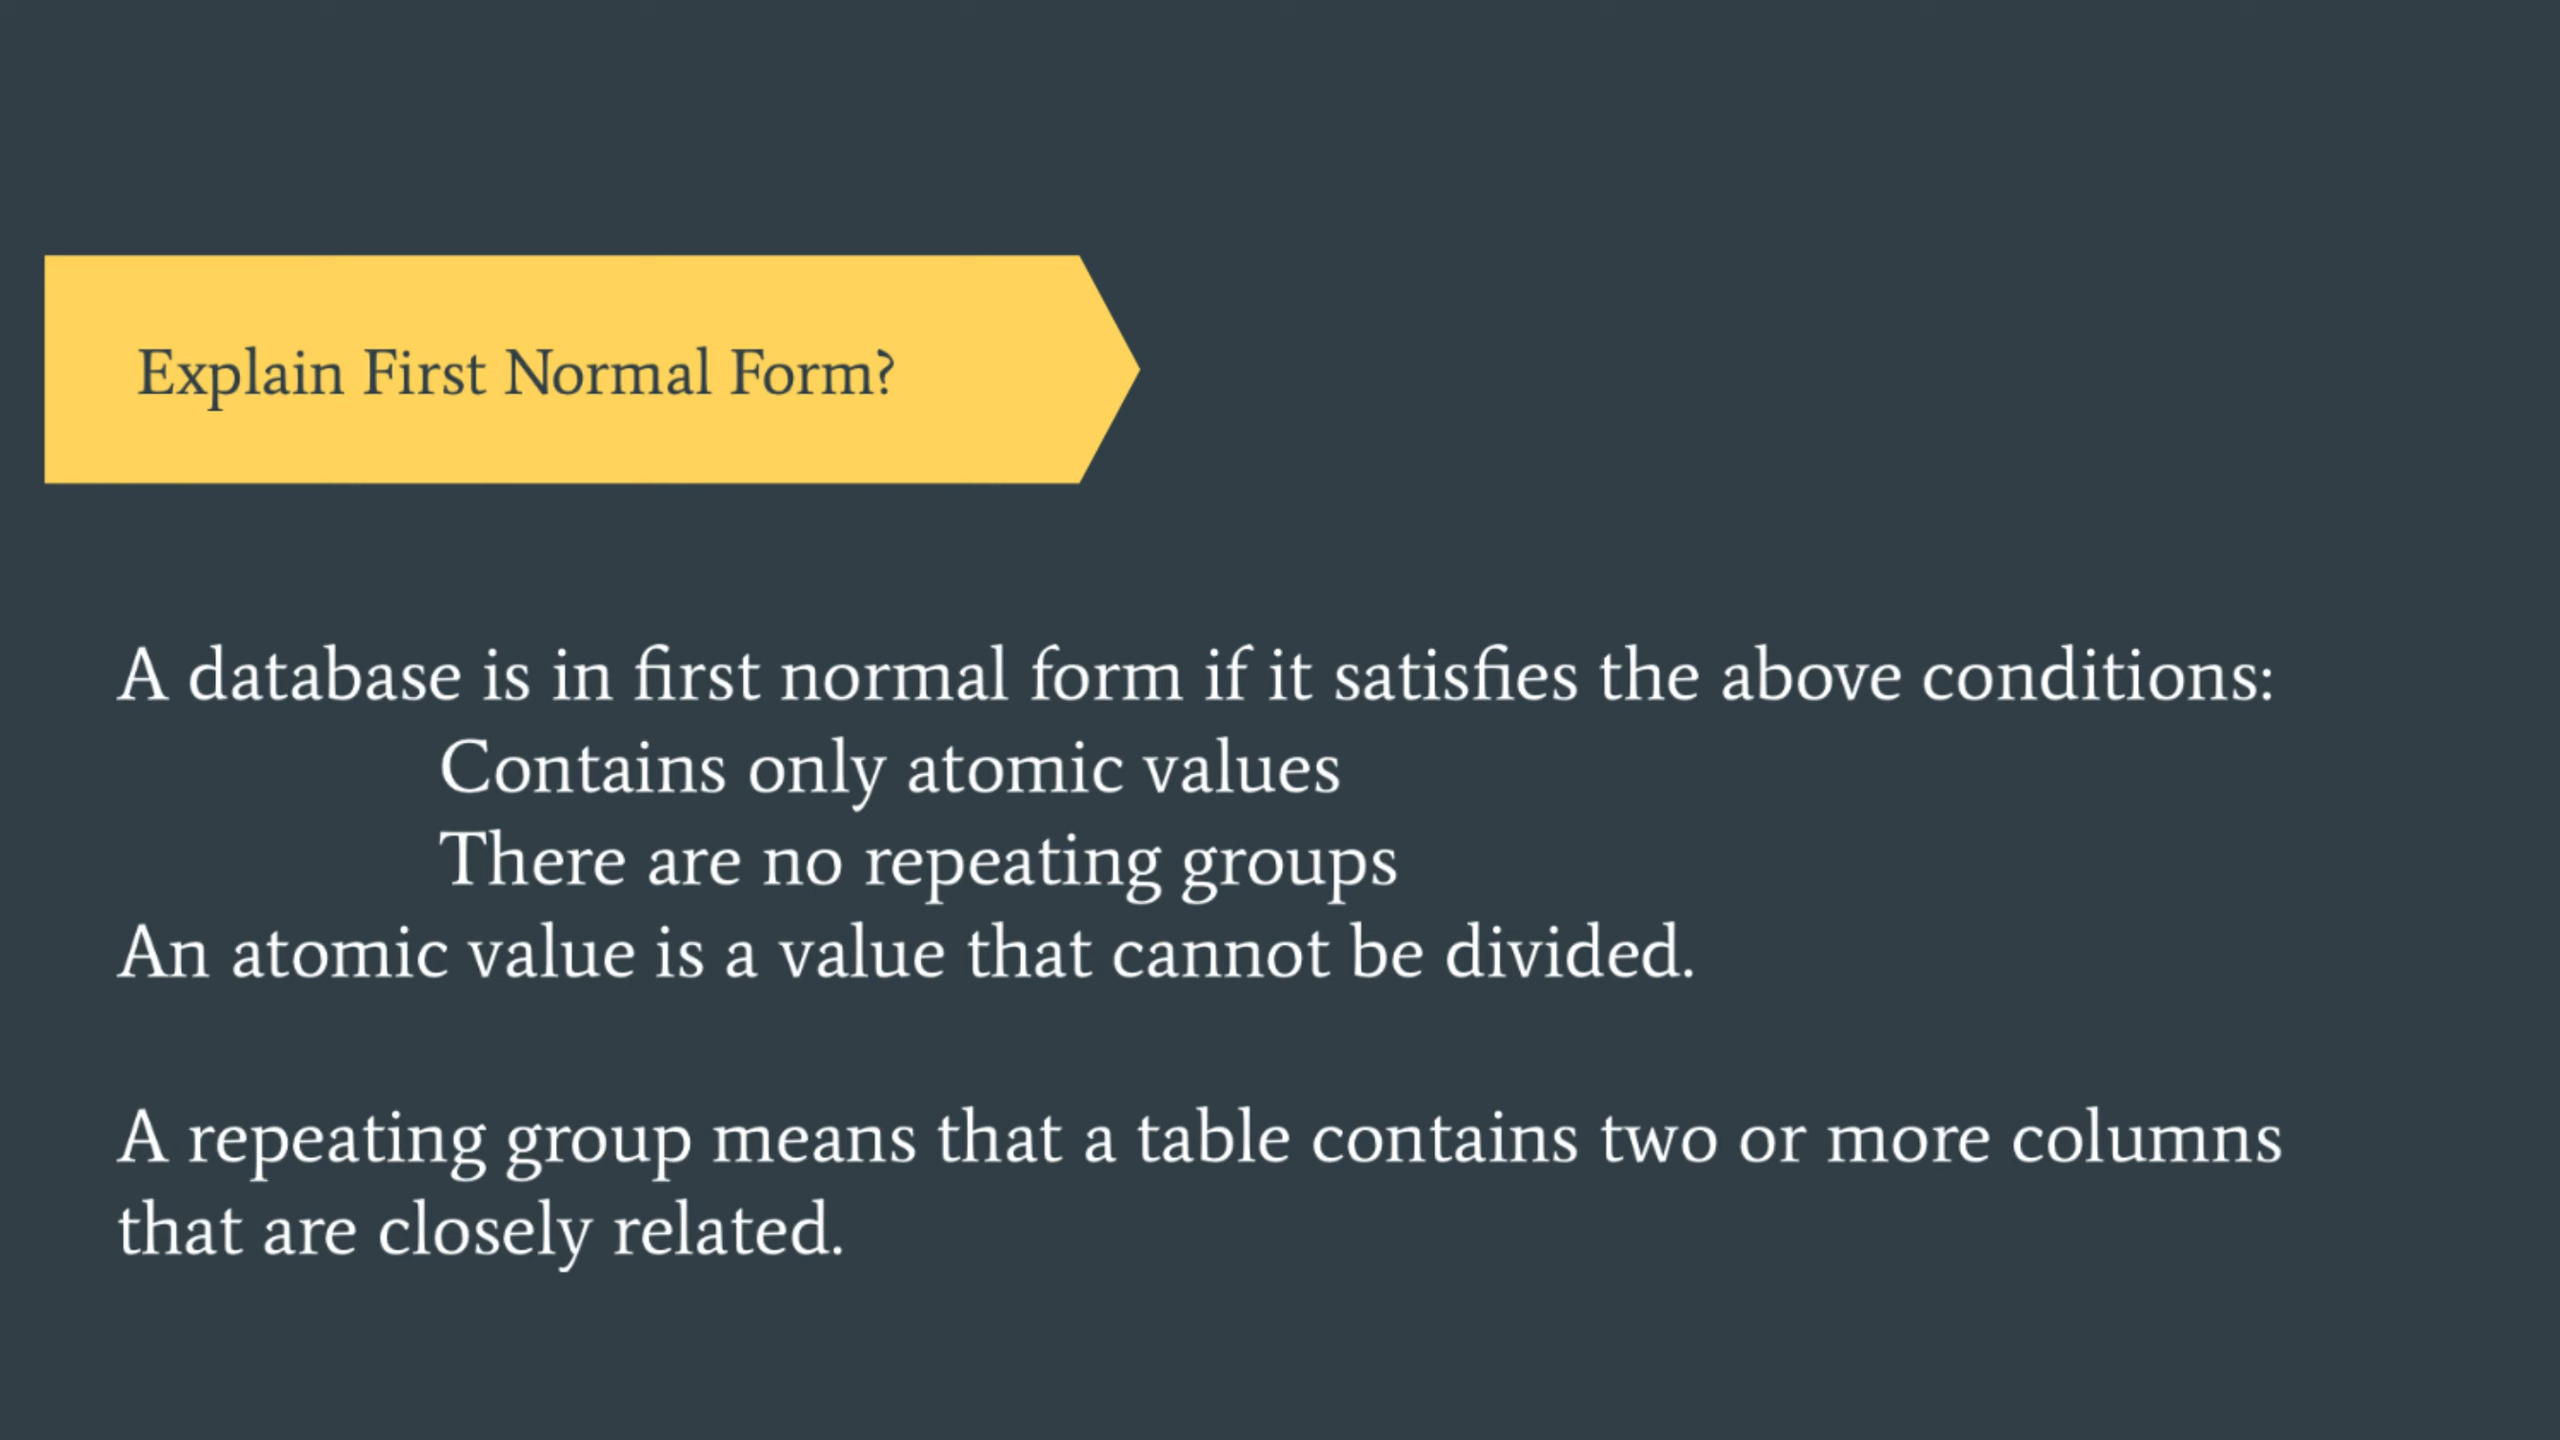 Explain First Normal Form?
A database is in first normal form if it satisfies the above conditions:
Contains only atomic values
There are no repeating groups
An atomic value is a value that cannot be divided.
A repeating group means that a table contains two or more columns
that are closely related.